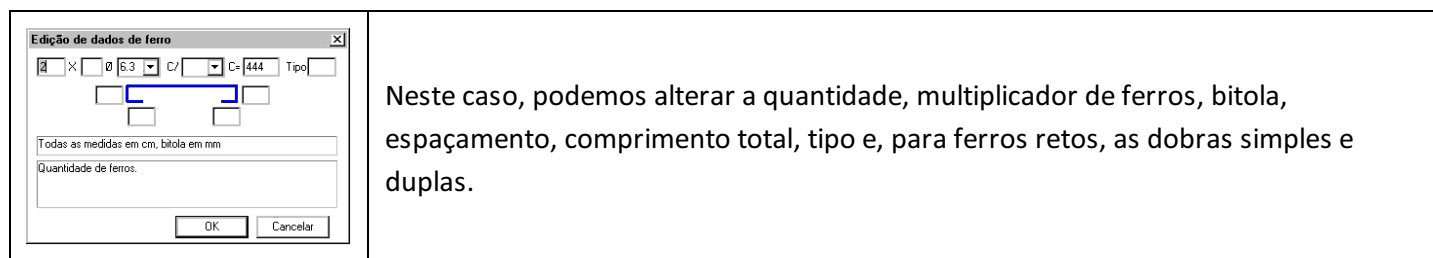 Edição de dados de ferro
2 X Ø 6.3 C/ C= 444 Tipo
Todas as medidas em cm, bitola em mm
Quantidade de ferros.
OK Cancelar
Neste caso, podemos alterar a quantidade, multiplicador de ferros, bitola,
espaçamento, comprimento total, tipo e, para ferros retos, as dobras simples e
duplas.